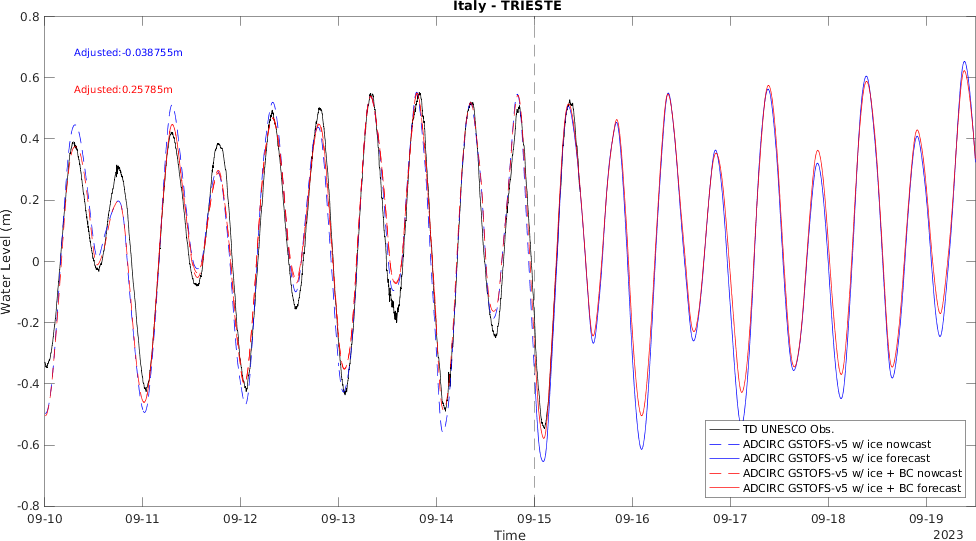 Italy - TRIESTE
0.8
0.6
0.4
0.2
0
-0.2
-0.4
-0.6
-0.8
Water Level (m)
Adjusted:-0.038755m
Adjusted:0.25785m
TD UNESCO Obs.
ADCIRC GSTOFS-v5 w/ ice nowcast
ADCIRC GSTOFS-v5 w/ ice forecast
ADCIRC GSTOFS-v5 w/ ice + BC nowcast
ADCIRC GSTOFS-v5 w/ ice + BC forecast
09-10 09-11 09-12 09-13 09-14 09-15 09-16 09-17 09-18 09-19
Time
2023